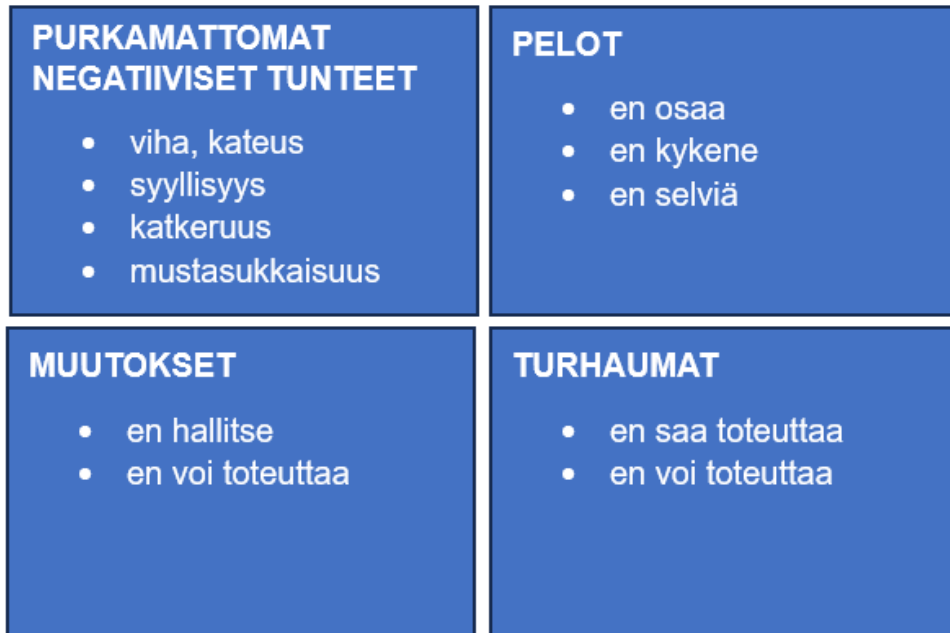 PURKAMATTOMAT
NEGATIIVISET TUNTEET
• viha, kateus
• syyllisyys
• katkeruus
• mustasukkaisuus
PELOT
• en osaa
• en kykene
• en selviä
MUUTOKSET
• en hallitse
• en voi toteuttaa
TURHAUMAT
• en saa toteuttaa
• en voi toteuttaa